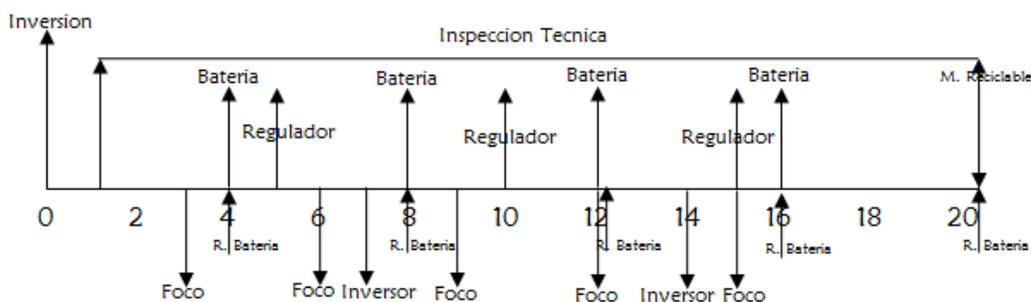 Inversion
Inspeccion Tecnica
Bateria Bateria Bateria Bateria M. Reciclable
Regulador Regulador Regulador
0 2 4 6 8 10 12 14 16 18 20
R. Bateria R. Bateria R. Bateria R. Bateria R. Bateria
Foco Foco Inversor Foco Foco Inversor Foco